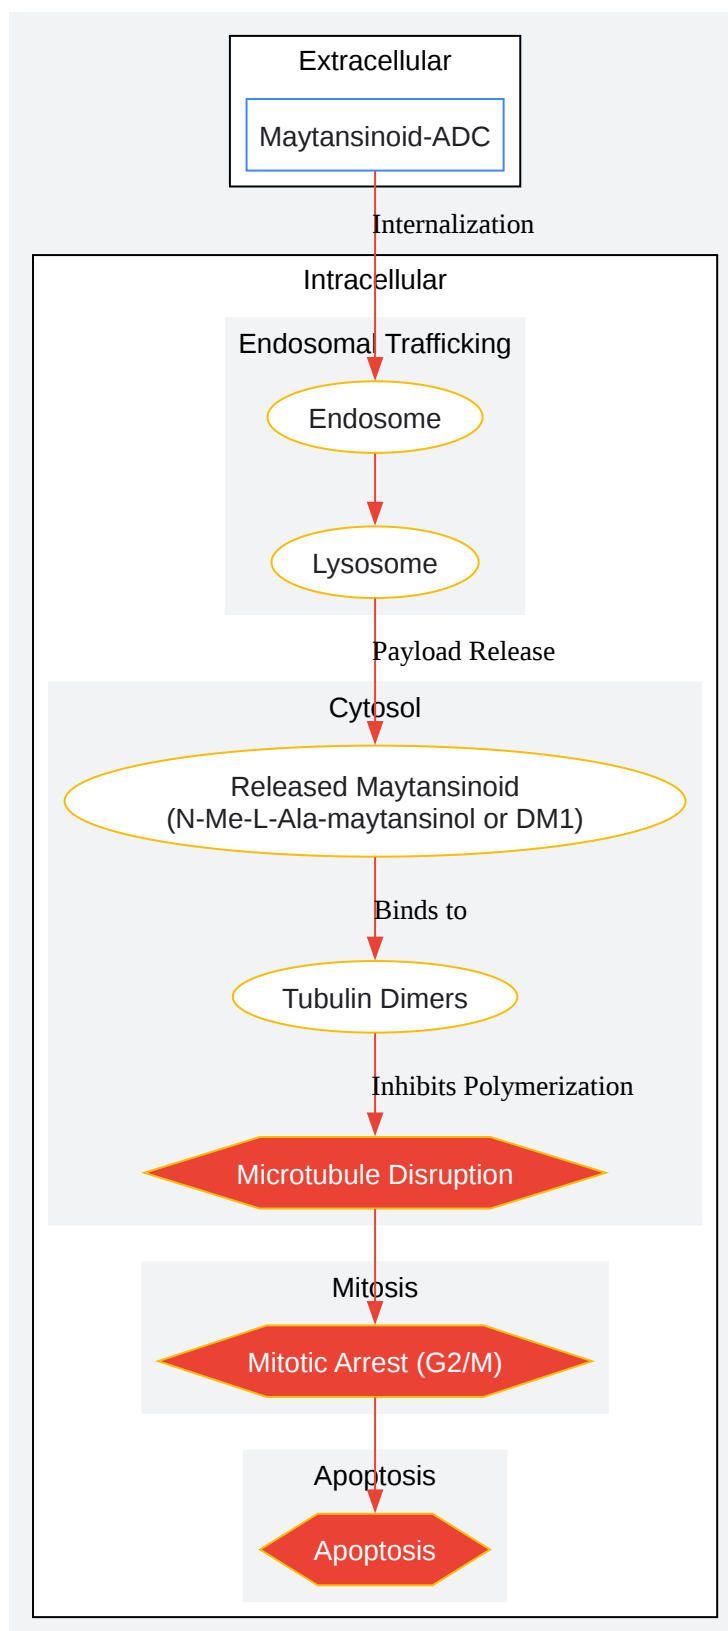 Extracellular
Maytansinoid-ADC
Internalization
Intracellular
Endosomal Trafficking
Endosome
Lysosome
Payload Release
Cytosol
Released Maytansinoid
(N-Me-L-Ala-maytansinol or DM1)
Binds to
Tubulin Dimers
Inhibits Polymerization
Microtubule Disruption
Mitosis
Mitotic Arrest (G2/M)
Apoptosis
Apoptosis